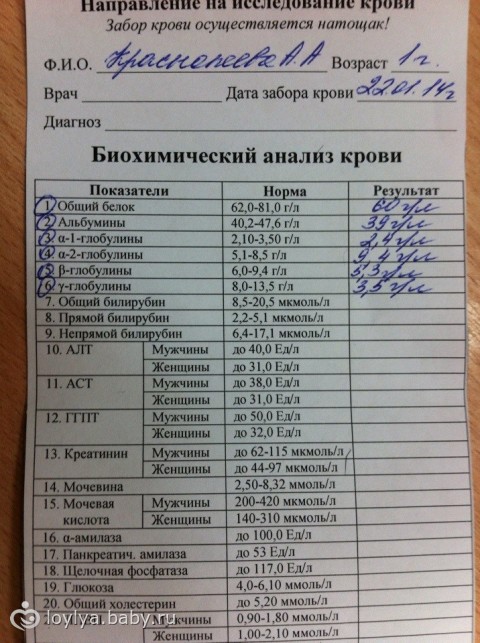 Направление на исследование крови
Забор крови осуществляется натощак!
Ф.И.О. А.А Возраст 1 г.
Врач Дата забора крови 22.01.14г
Диагноз
Биохимический анализ крови
Показатели Норма Результат
1. Общий белок 62,0-81,0 г/л 60 г/л
2. Альбумины 40,2-47,6 г/л 39 г/л
3. α-1-глобулины 2,10-3,50 г/л 2,4 г/л
4. α-2-глобулины 5,1-8,5 г/л 9,4 г/л
5. β-глобулины 6,0-9,4 г/л 5,3 г/л
6. γ-глобулины 8,0-13,5 г/л 3,5 г/л
7. Общий билирубин 8,5-20,5 мкмоль/л
8. Прямой билирубин 2,2-5,1 мкмоль/л
9. Непрямой билирубин 6,4-17,1 мкмоль/л
10. АЛТ Мужчины до 40,0 Ед/л
Женщины до 31,0 Ед/л
11. АСТ Мужчины до 38,0 Ед/л
Женщины до 31,0 Ед/л
12. ГГПТ Мужчины до 50,0 Ед/л
Женщины до 32,0 Ед/л
13. Креатинин Мужчины до 62-115 мкмоль/л
Женщины до 44-97 мкмоль/л
14. Мочевина 2,50-8,32 ммоль/л
15. Мочевая Мужчины 200-420 мкмоль/л
кислота Женщины 140-310 мкмоль/л
16. α-амилаза до 100,0 Ед/л
17. Панкреатич. амилаза до 53 Ед/л
18. Щелочная фосфатаза до 117,0 Ед/л
19. Глюкоза 4,0-6,10 ммоль/л
20. Общий холестерин до 5,20 ммоль/л
Мужчины 0,90-1,80 ммоль/л
Женщины 1,00-2,10 ммоль/л
loylya.baby.ru